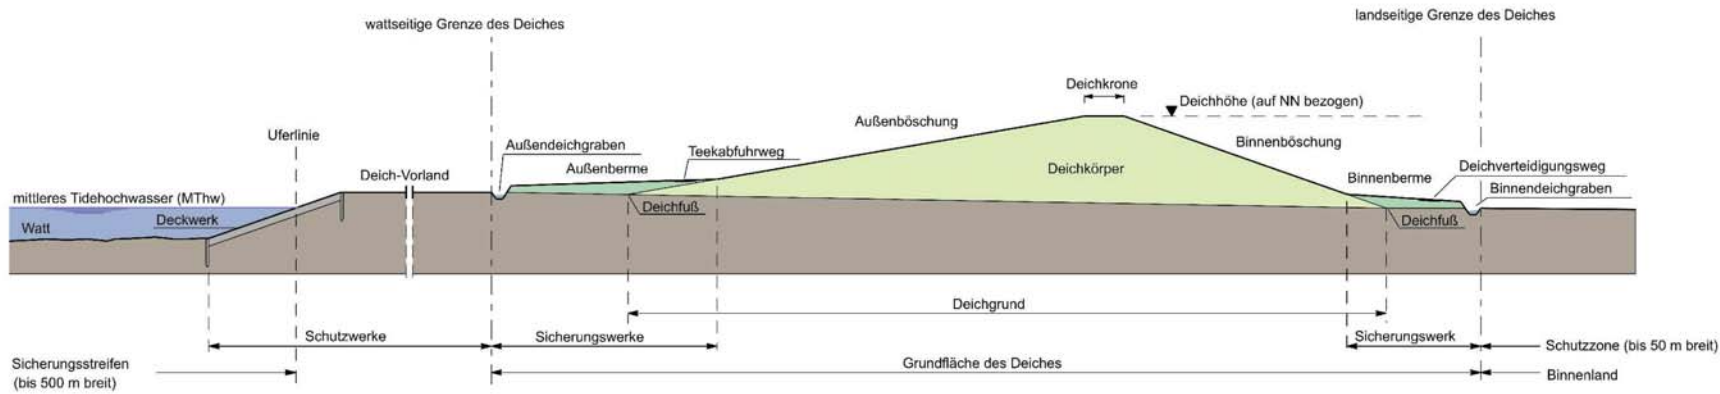 wattseitige Grenze des Deiches
landseitige Grenze des Deiches
Deichkrone
Deichhöhe (auf NN bezogen)
Außenböschung
Uferlinie
Binnenböschung
Außendeichgraben
Teekabfuhrweg
Außenberme
Deich-Vorland
Deichkörper
Deichverteidigungsweg
Binnenberme
Binnendeichgraben
mittleres Tidehochwasser (MThw)
Deichfuß
Deckwerk
Deichfuß
Watt
Deichgrund
Schutzwerke
Sicherungswerke
Sicherungswerk
Schutzzone (bis 50 m breit)
Sicherungsstreifen
(bis 500 m breit)
Grundfläche des Deiches
Binnenland